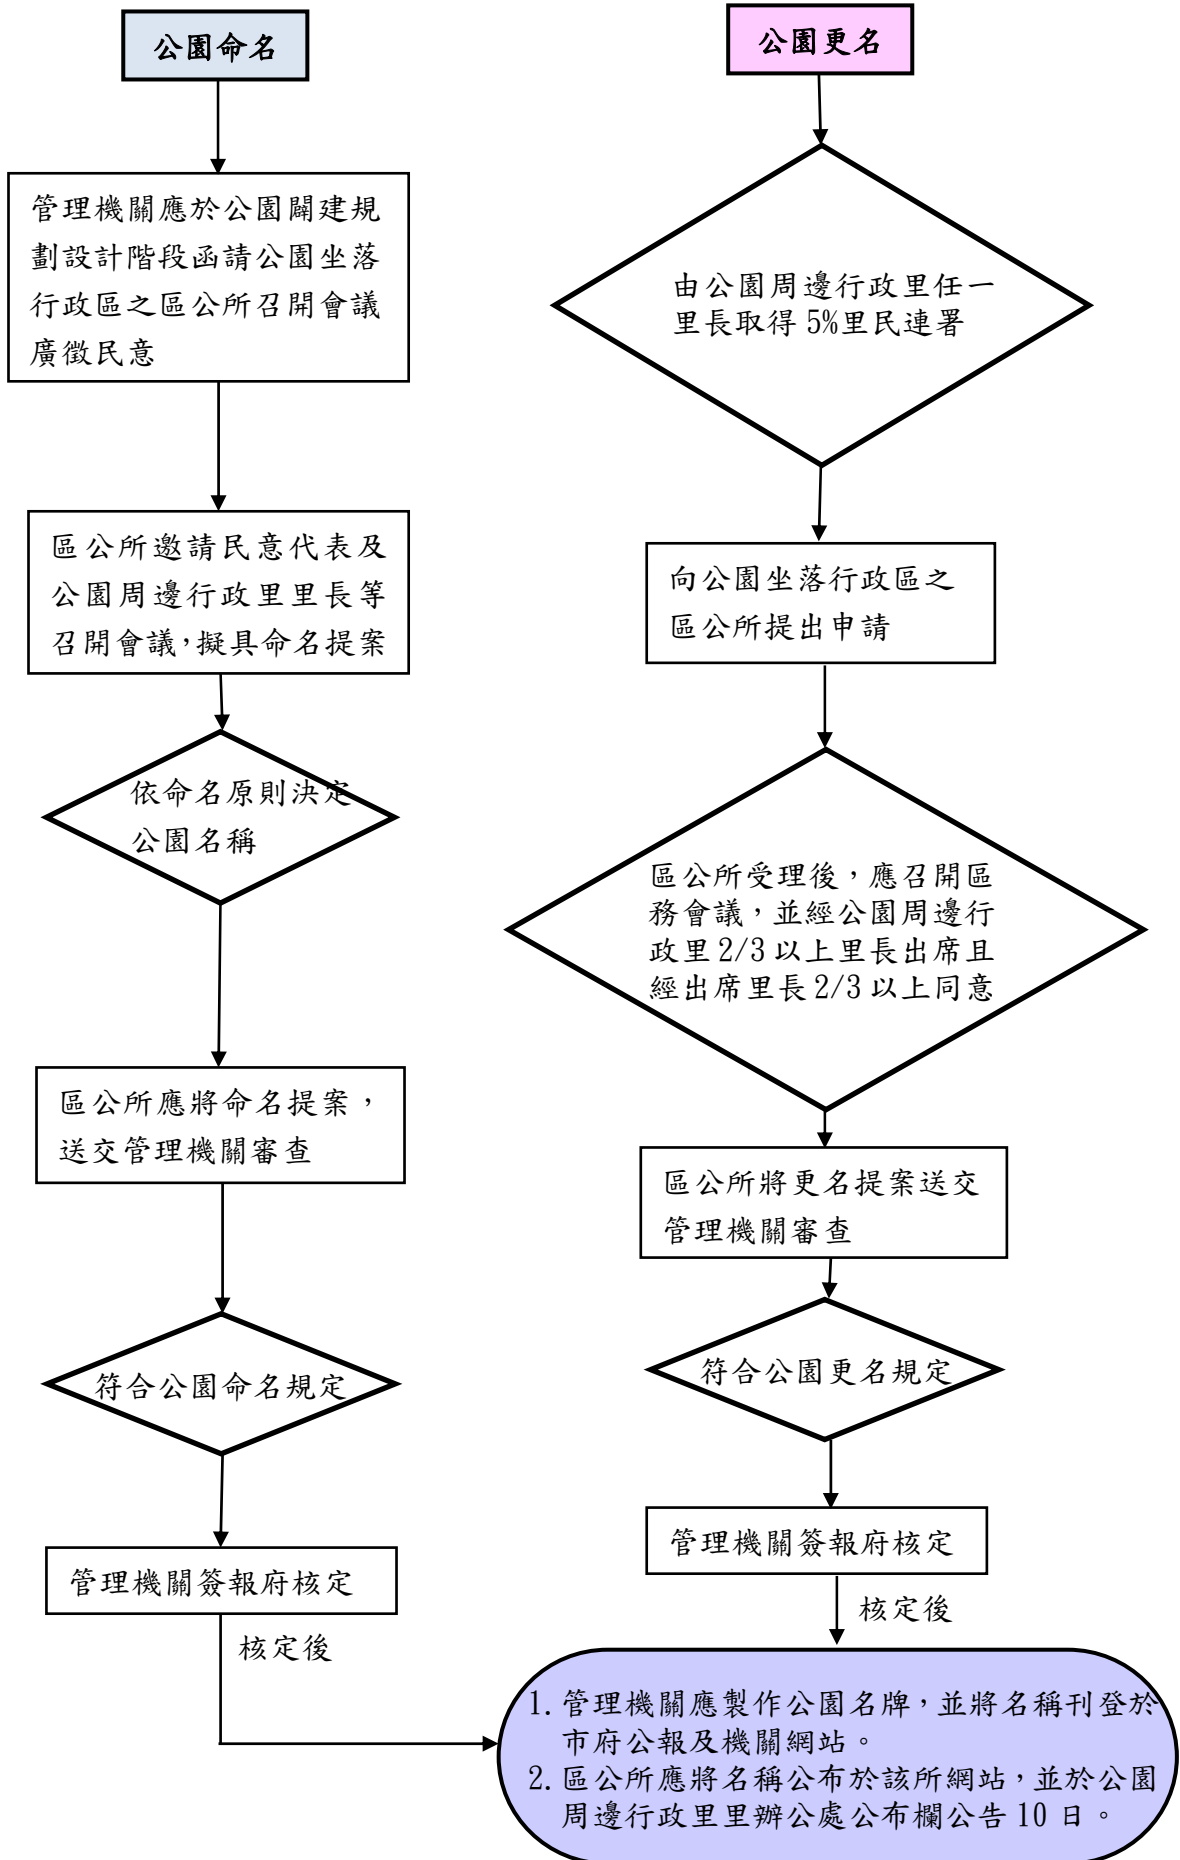 公園命名
管理機關應於公園闢建規
劃設計階段函請公園坐落
行政區之區公所召開會議
廣徵民意
區公所邀請民意代表及
公園周邊行政里里長等
召開會議，擬具命名提案
依命名原則決定
公園名稱
區公所應將命名提案，
送交管理機關審查
符合公園命名規定
管理機關簽報府核定
核定後
公園更名
由公園周邊行政里任一
里長取得 5%里民連署
向公園坐落行政區之
區公所提出申請
區公所受理後，應召開區
務會議，並經公園周邊行
政里 2/3 以上里長出席且
經出席里長 2/3 以上同意
區公所將更名提案送交
管理機關審查
符合公園更名規定
管理機關簽報府核定
核定後
1. 管理機關應製作公園名牌，並將名稱刊登於
市府公報及機關網站。
2. 區公所應將名稱公布於該所網站，並於公園
周邊行政里里辦公處公布欄公告 10 日。